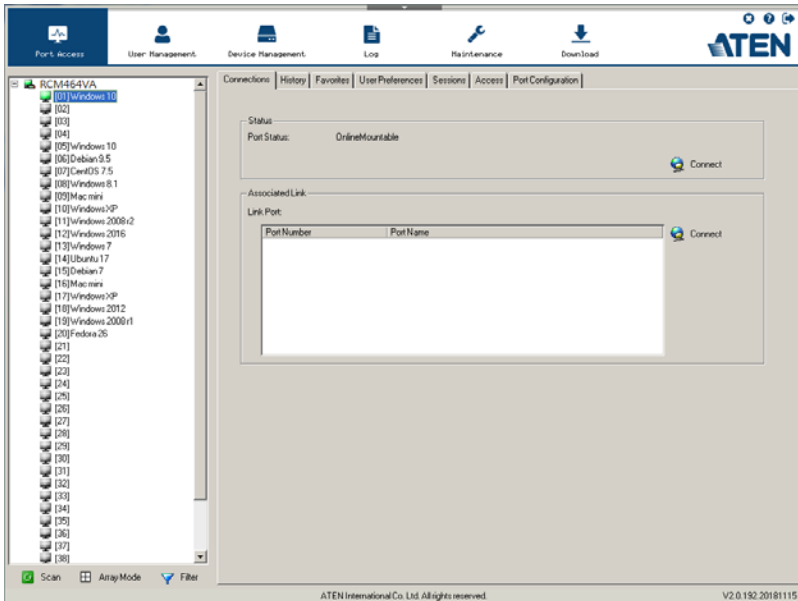 Port Access
User Management
Device Management
Log
Maintenance
Download
ATEN
RCM464VA
[01]Windows 10
[02]
[03]
[04]
[05]Windows 10
[06]Debian 9.5
[07]CentOS 7.5
[08]Windows 8.1
[09]Mac mini
[10]Windows XP
[11]Windows 2008 r2
[12]Windows 2016
[13]Windows 7
[14]Ubuntu 17
[15]Debian 7
[16]Mac mini
[17]Windows XP
[18]Windows 2012
[19]Windows 2008 r1
[20]Fedora 26
[21]
[22]
[23]
[24]
[25]
[26]
[27]
[28]
[29]
[30]
[31]
[32]
[33]
[34]
[35]
[36]
[37]
[38]
Scan
Array Mode
Filter
Connections
History
Favorites
User Preferences
Sessions
Access
Port Configuration
Status
Port Status:
OnlineMountable
Connect
Associated Link
Link Port:
Port Number
Port Name
Connect
ATEN International Co. Ltd. All rights reserved.
V2.0.192.20181115